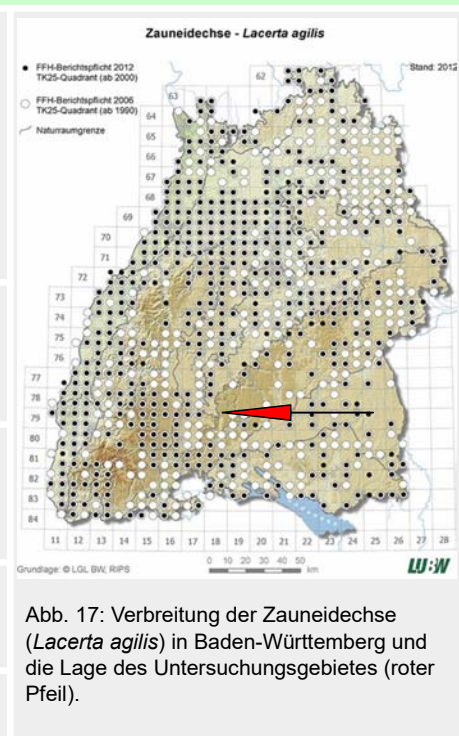 Zauneidechse - Lacerta agilis
FFH-Berichtspflicht 2012
TK25-Quadrant (ab 2000)
FFH-Berichtspflicht 2006
TK25-Quadrant (ab 1990)
Naturraumgrenze
Stand: 2012
62
63
64
65
66
67
68
69
70
71
72
73
74
75
76
77
78
79
80
81
82
83
84
11 12 13 14 15 16 17 18 19 20 21 22 23 24 25 26 27 28
0 10 20 30 40 50
km
Grundlage: © LGL BW, RIPS
LUBW
Abb. 17: Verbreitung der Zauneidechse
(Lacerta agilis) in Baden-Württemberg und
die Lage des Untersuchungsgebietes (roter
Pfeil).